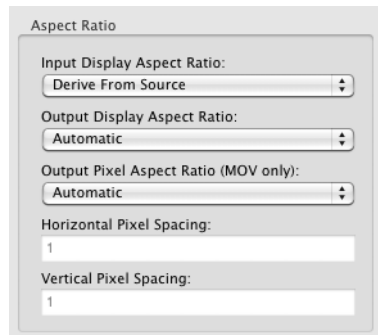 Aspect Ratio
Input Display Aspect Ratio:
Derive From Source
Output Display Aspect Ratio:
Automatic
Output Pixel Aspect Ratio (MOV only):
Automatic
Horizontal Pixel Spacing:
1
Vertical Pixel Spacing:
1